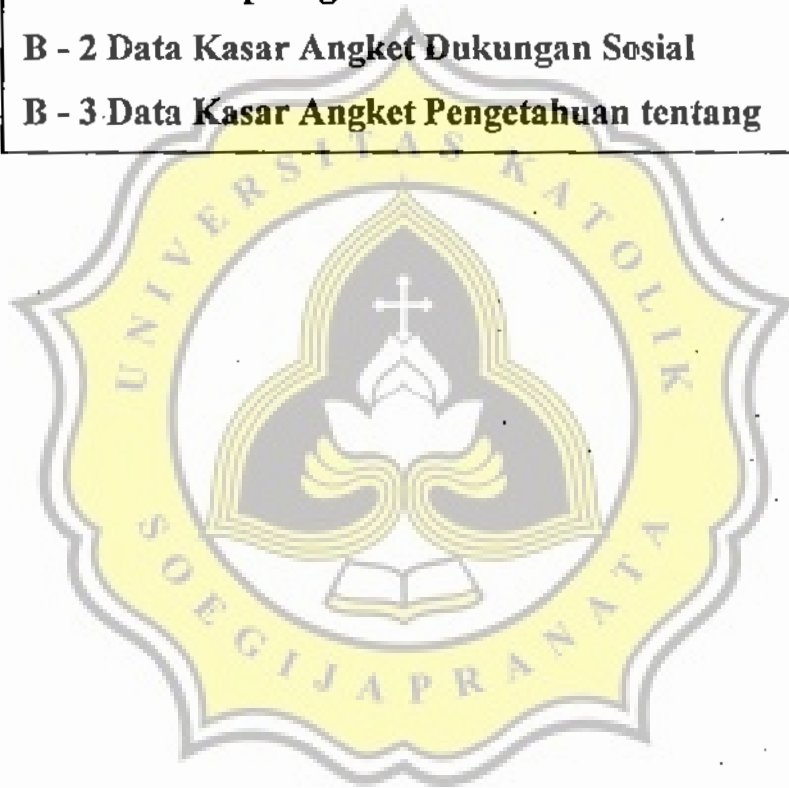 B - 2 Data Kasar Angket Dukungan Sosial
B - 3 Data Kasar Angket Pengetahuan tentang
UNIVERSITAS KATOLIK
SOEGIJAPRANATA